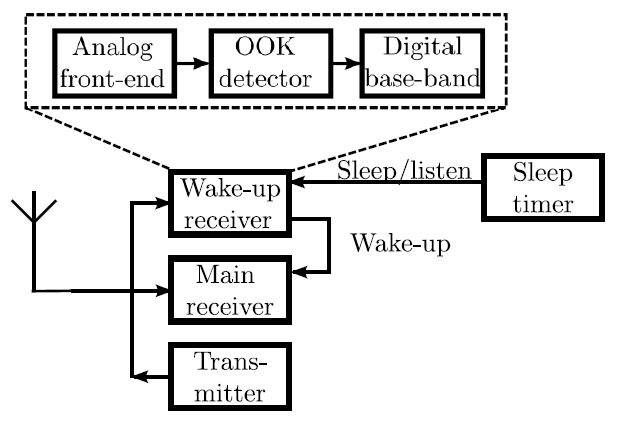 Analog
front-end
OOK
detector
Digital
base-band
Sleep/listen
Wake-up
receiver
Sleep
timer
Wake-up
Main
receiver
Trans-
mitter